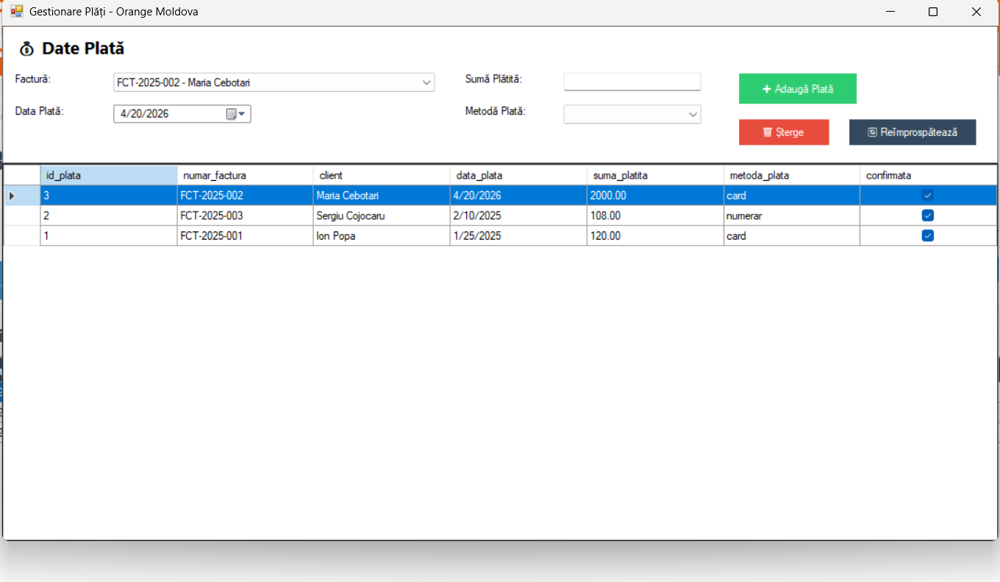 Gestionare Plăți - Orange Moldova
Date Plată
Factură:
FCT-2025-002 - Maria Cebotari
Sumă Plătită:
+ Adaugă Plată
Data Plată:
4/20/2026
Metodă Plată:
Șterge
Reîmprospătează
id_plata numar_factura client data_plata suma_platita metoda_plata confirmata
3 FCT-2025-002 Maria Cebotari 4/20/2026 2000.00 card
2 FCT-2025-003 Sergiu Cojocaru 2/10/2025 108.00 numerar
1 FCT-2025-001 Ion Popa 1/25/2025 120.00 card